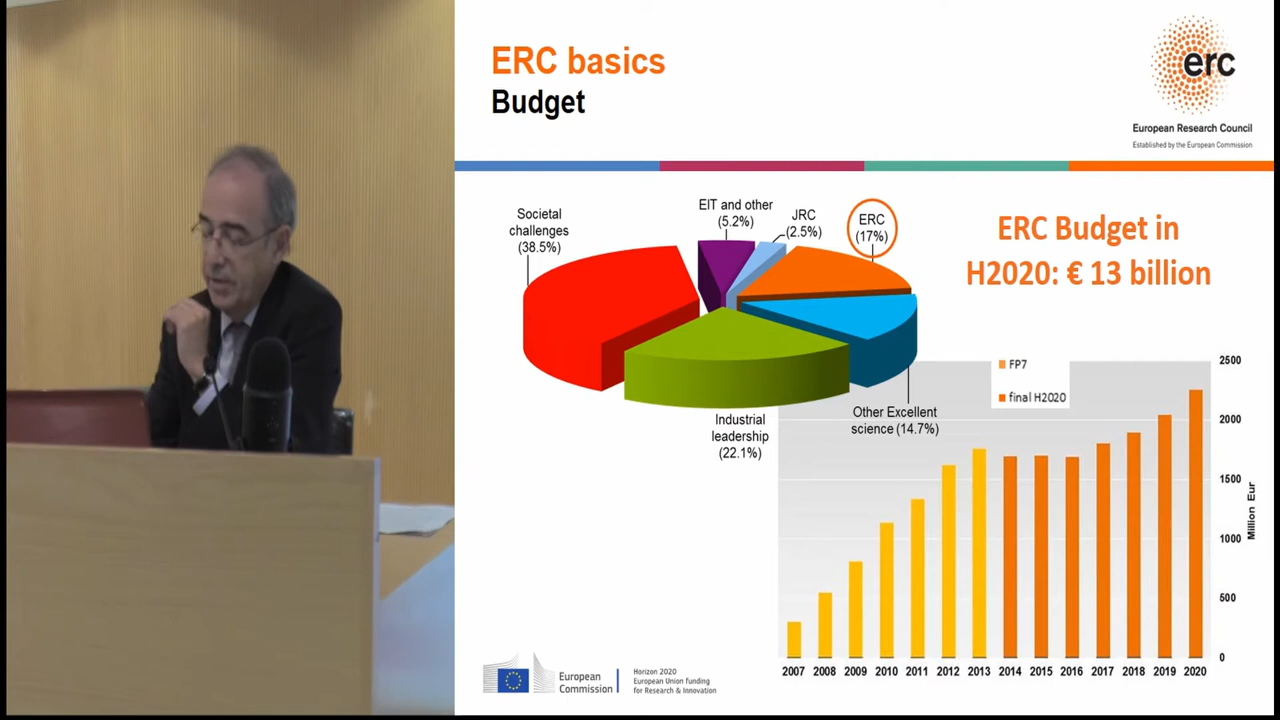 ERC basics
Budget
erc
European Research Council
Established by the European Commission
Societal
challenges
(38.5%)
EIT and other
(5.2%)
JRC
(2.5%)
ERC
(17%)
ERC Budget in
H2020: € 13 billion
Industrial
leadership
(22.1%)
Other Excellent
science (14.7%)
FP7
final H2020
2500
2000
1500
1000
500
0
Million Eur
2007 2008 2009 2010 2011 2012 2013 2014 2015 2016 2017 2018 2019 2020
European
Commission
Horizon 2020
European Union funding
for Research & Innovation